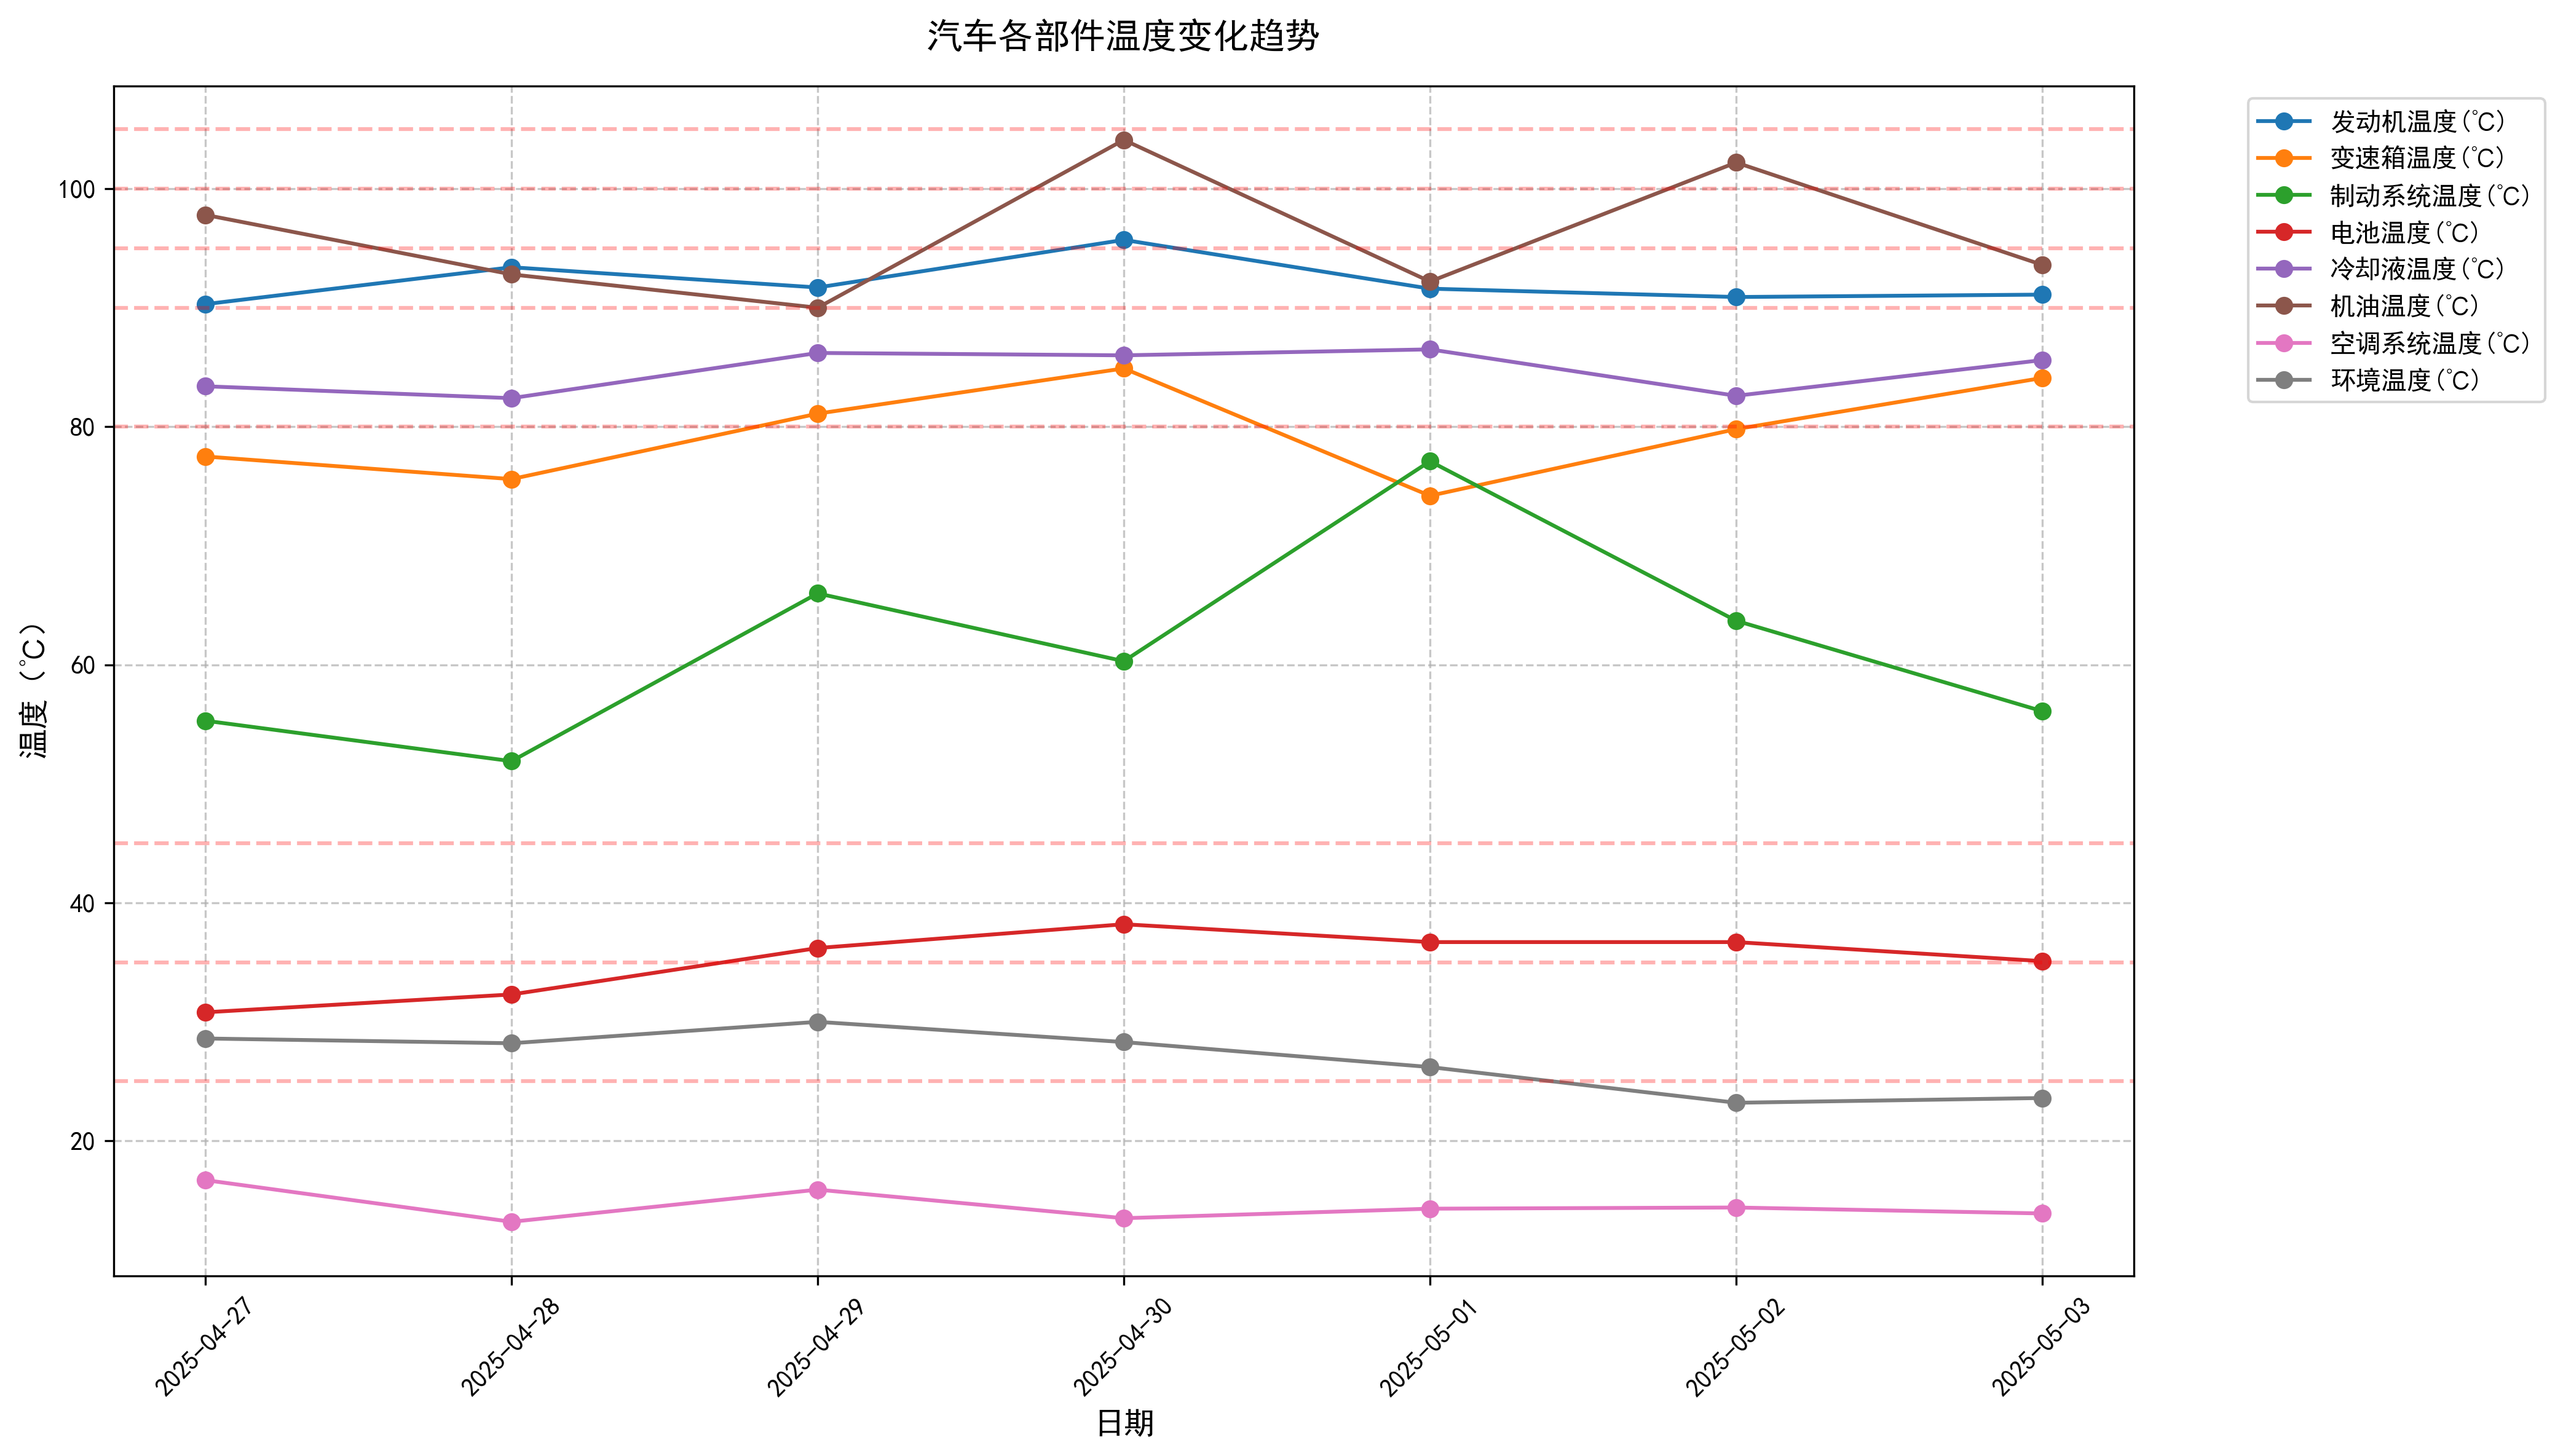 汽车各部件温度变化趋势
发动机温度(℃)
变速箱温度(℃)
制动系统温度(℃)
电池温度(℃)
冷却液温度(℃)
机油温度(℃)
空调系统温度(℃)
环境温度(℃)
温度 (℃)
100
80
60
40
20
2025-04-27
2025-04-28
2025-04-29
2025-04-30
2025-05-01
2025-05-02
2025-05-03
日期